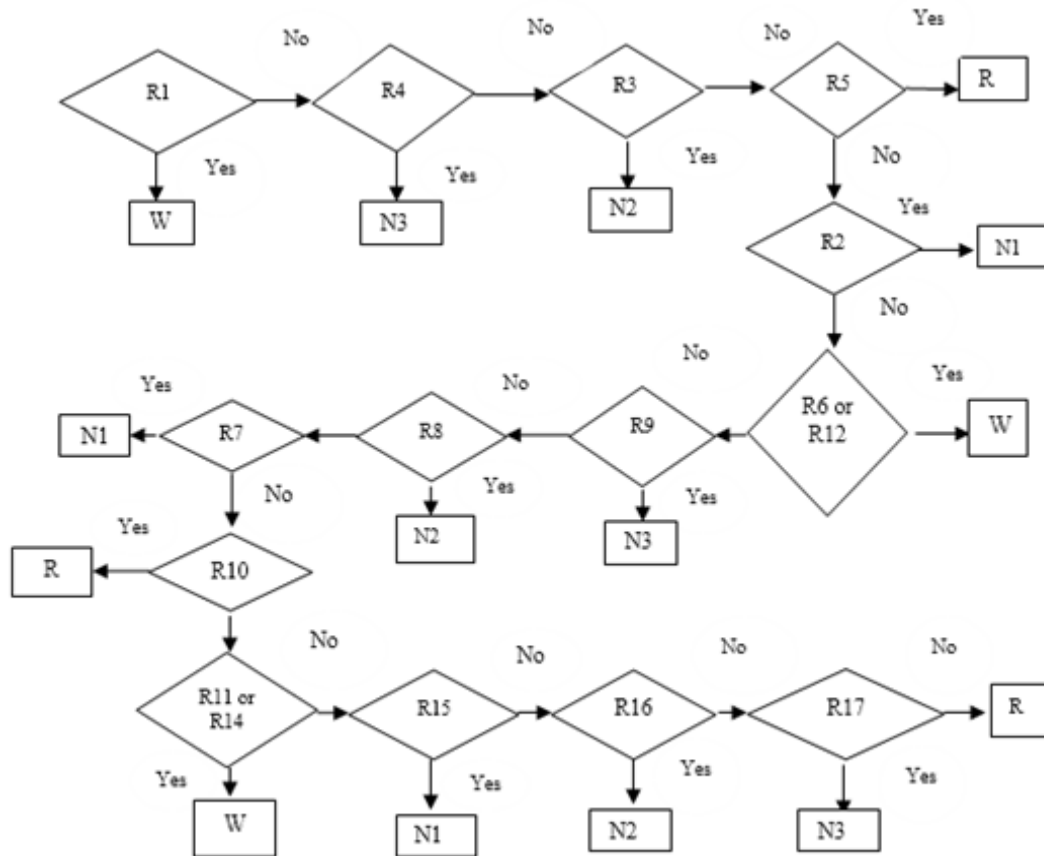 No
No
No
Yes
R1
R4
R3
R5
R
Yes
Yes
Yes
No
W
N3
N2
Yes
R2
N1
No
No
Yes
No
Yes
R6 or
R12
W
R9
R8
R7
N1
Yes
Yes
No
N2
N3
Yes
R10
R
No
No
No
No
R11 or
R14
R15
R16
R17
R
Yes
Yes
Yes
Yes
W
N1
N2
N3